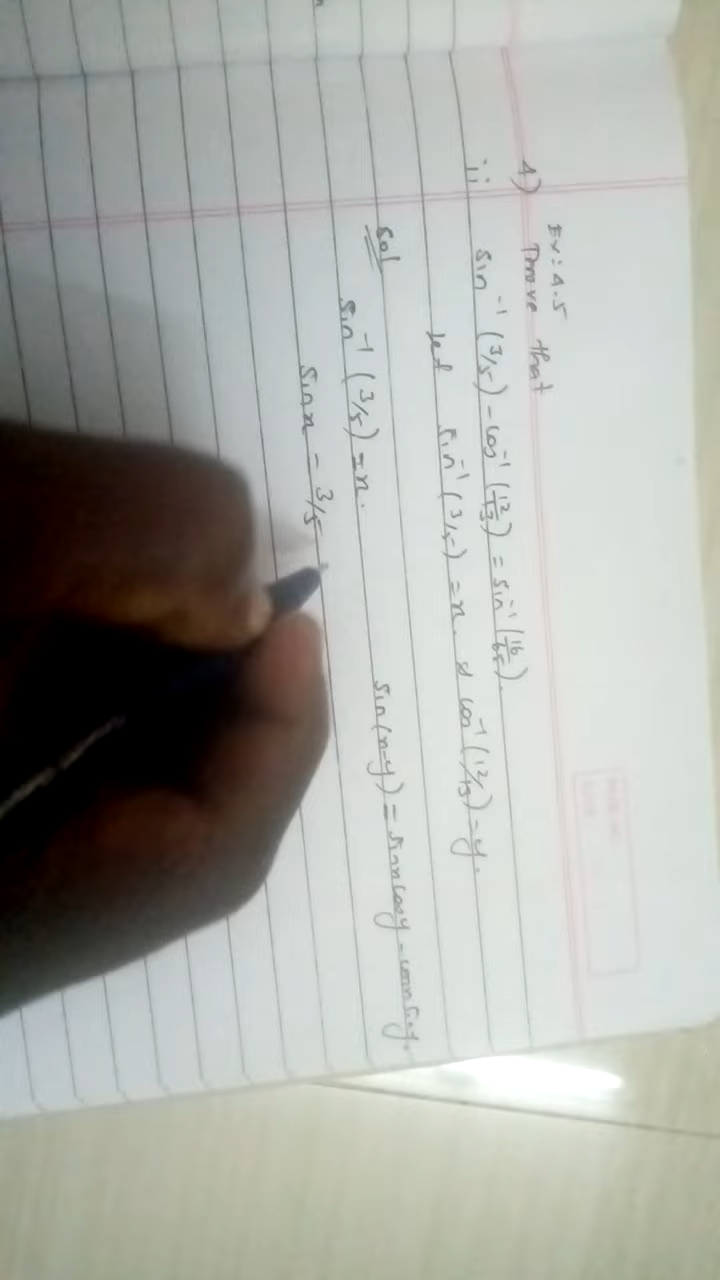 Ex: 4.5
4) Prove that
ii sin⁻¹ (3/5) - cos⁻¹ (12/13) = sin⁻¹ (16/65).
let sin⁻¹ (3/5) = x. & cos⁻¹ (12/13) = y.
Sol sin(x-y) = sinx cosy - cosx siny.
sin⁻¹ (3/5) = x.
sin x = 3/5